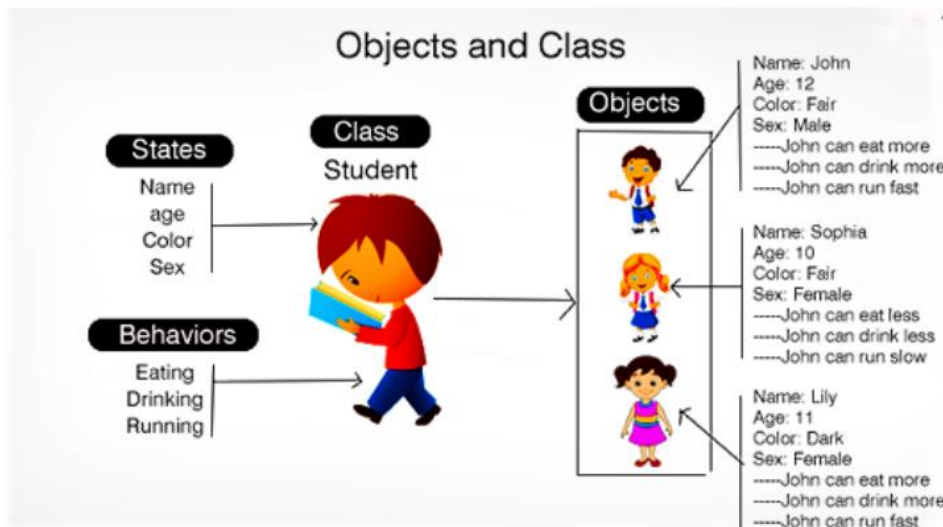 Objects and Class
States
Name
age
Color
Sex
Behaviors
Eating
Drinking
Running
Class
Student
Objects
Name: John
Age: 12
Color: Fair
Sex: Male
-----John can eat more
-----John can drink more
-----John can run fast
Name: Sophia
Age: 10
Color: Fair
Sex: Female
-----John can eat less
-----John can drink less
-----John can run slow
Name: Lily
Age: 11
Color: Dark
Sex: Female
-----John can eat more
-----John can drink more
-----John can run fast